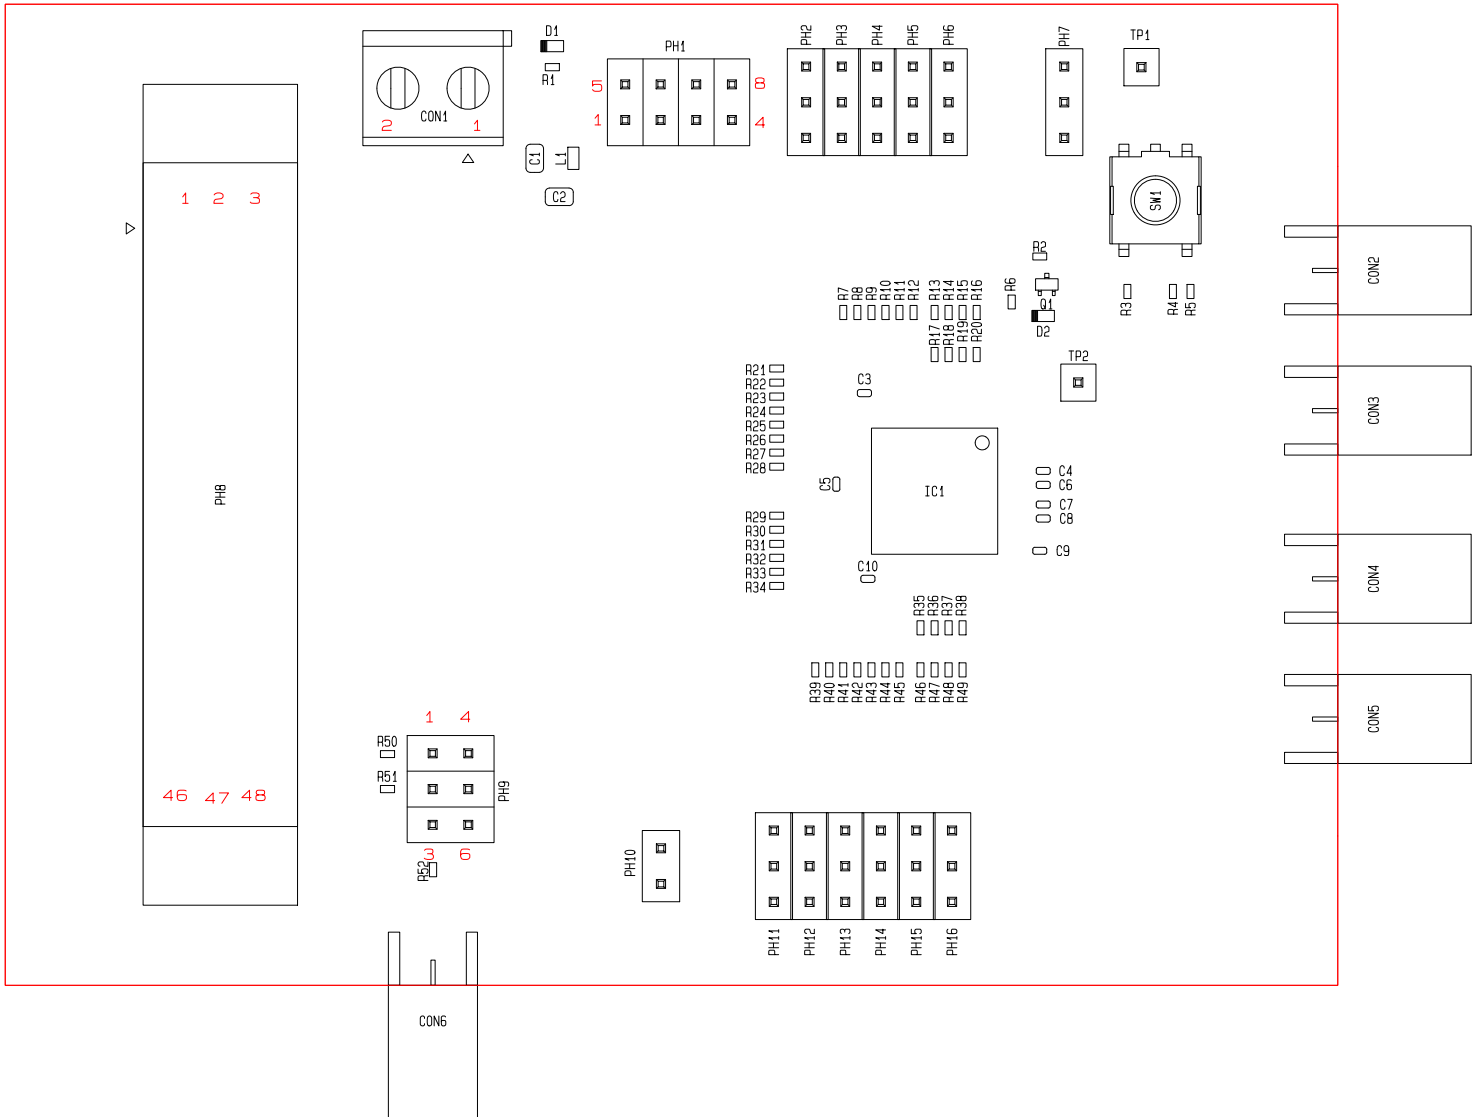 D1
PH1
PH2
PH3
PH4
PH5
PH6
PH7
TP1
R1
5
8
1
4
CON1
2
1
C1
L1
C2
SW1
1 2 3
R2
R6
Q1
D2
R3
R4
R5
CON2
R7
R8
R9
R10
R11
R12
R13
R14
R15
R16
R17
R18
R19
R20
TP2
R21
R22
R23
R24
R25
R26
R27
R28
C3
C5
IC1
C4
C6
C7
C8
C9
CON3
PH8
R29
R30
R31
R32
R33
R34
C10
CON4
R35
R36
R37
R38
R39
R40
R41
R42
R43
R44
R45
R46
R47
R48
R49
CON5
1 4
R50
R51
PH9
46 47 48
3 6
R52
PH10
PH11
PH12
PH13
PH14
PH15
PH16
CON6